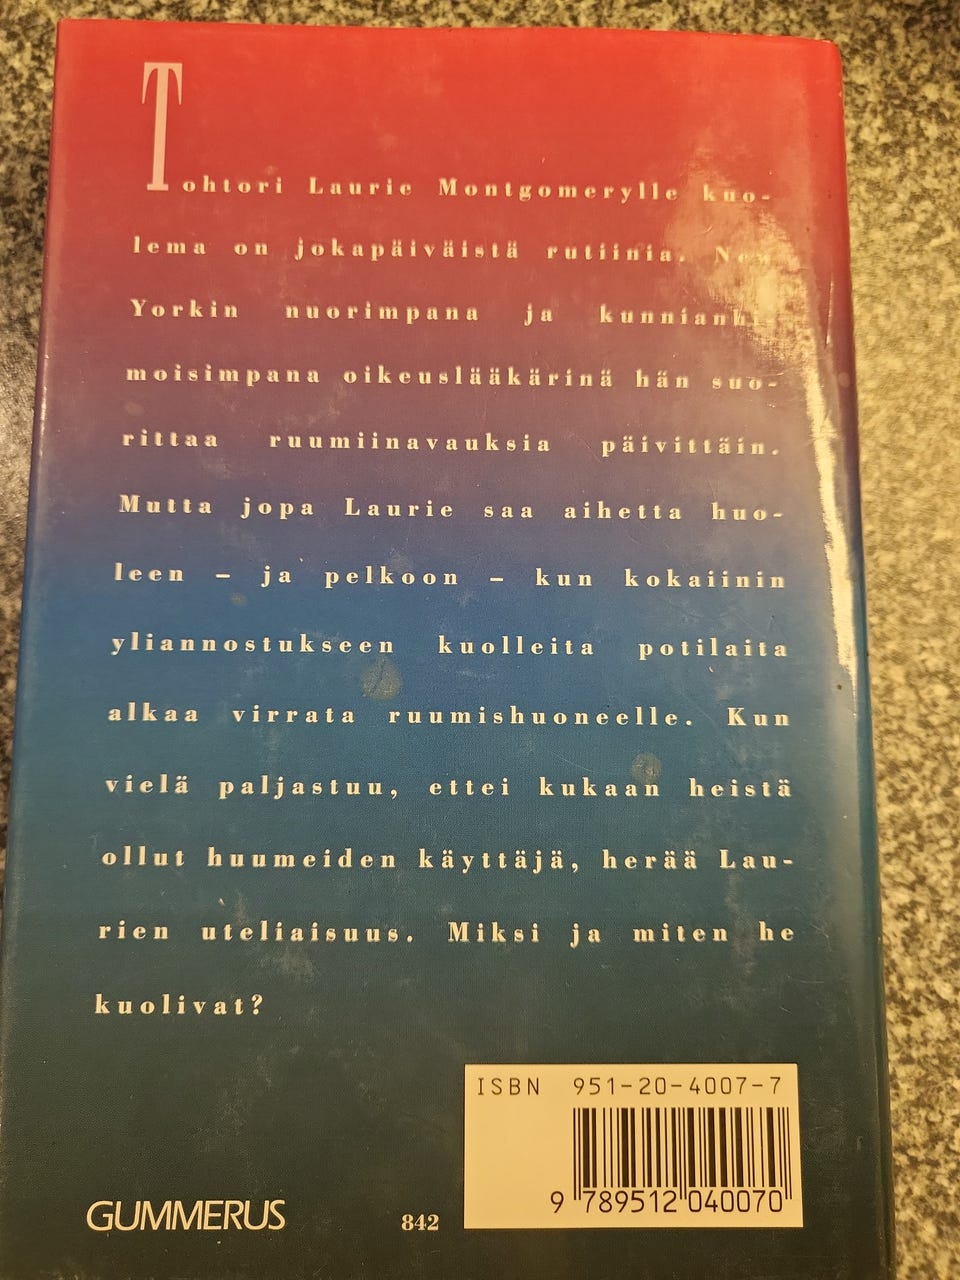 Tohtori Laurie Montgomerylle kuo-
lema on jokapäiväistä rutiinia. New
Yorkin nuorimpana ja kunnianhi-
moisimpana oikeuslääkärinä hän suo-
rittaa ruumiinavauksia päivittäin.
Mutta jopa Laurie saa aihetta huo-
leen – ja pelkoon – kun kokaiinin
yliannostukseen kuolleita potilaita
alkaa virrata ruumishuoneelle. Kun
vielä paljastuu, ettei kukaan heistä
ollut huumeiden käyttäjä, herää Lau-
rien uteliaisuus. Miksi ja miten he
kuolivat?
ISBN 951-20-4007-7
9 789512 040070
GUMMERUS
842